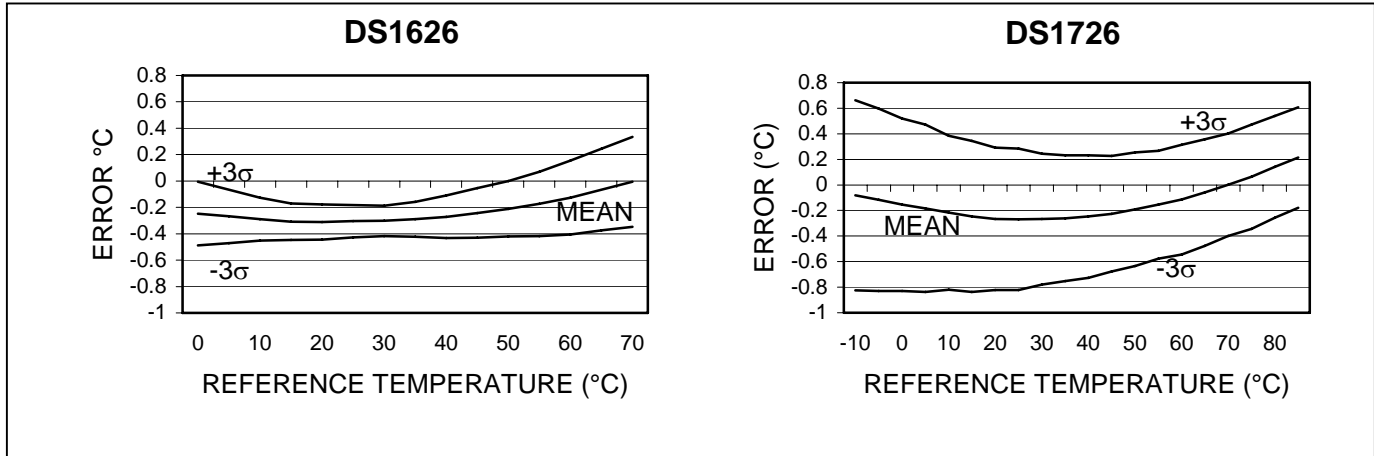 DS1626
ERROR °C
0.8
0.6
0.4
0.2
0
-0.2
-0.4
-0.6
-0.8
-1
+3σ
MEAN
-3σ
0 10 20 30 40 50 60 70
REFERENCE TEMPERATURE (°C)
DS1726
ERROR (°C)
0.8
0.6
0.4
0.2
0
-0.2
-0.4
-0.6
-0.8
-1
+3σ
MEAN
-3σ
-10 0 10 20 30 40 50 60 70 80
REFERENCE TEMPERATURE (°C)